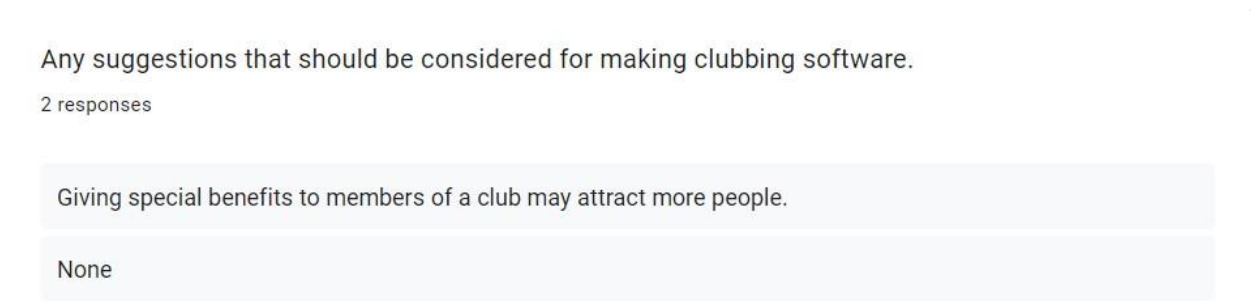 Any suggestions that should be considered for making clubbing software.
2 responses
Giving special benefits to members of a club may attract more people.
None